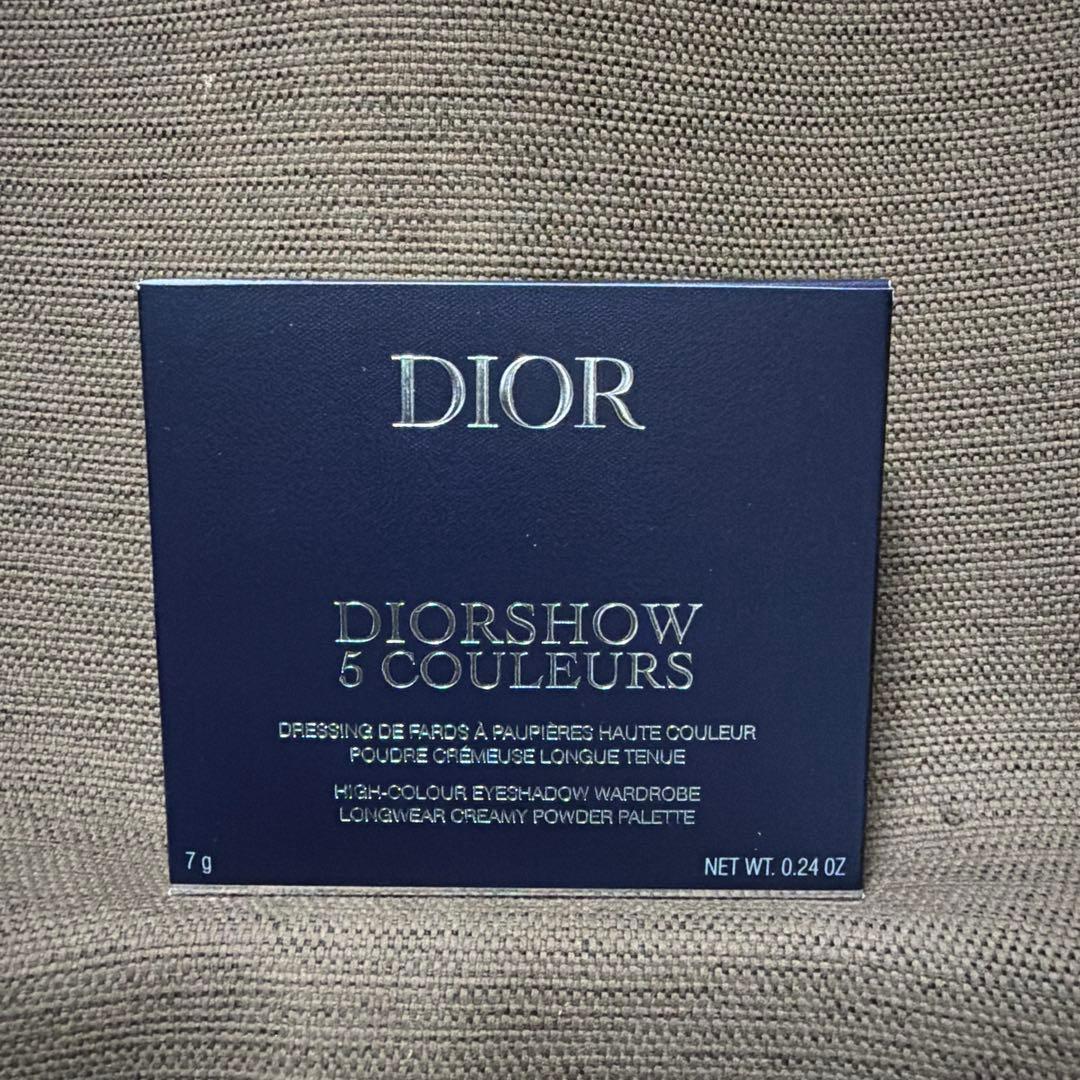 DIOR
DIORSHOW
5 COULEURS
DRESSING DE FARDS À PAUPIÈRES HAUTE COULEUR
POUDRE CRÉMEUSE LONGUE TENUE
HIGH-COLOUR EYESHADOW WARDROBE
LONGWEAR CREAMY POWDER PALETTE
7 g
NET WT. 0.24 OZ